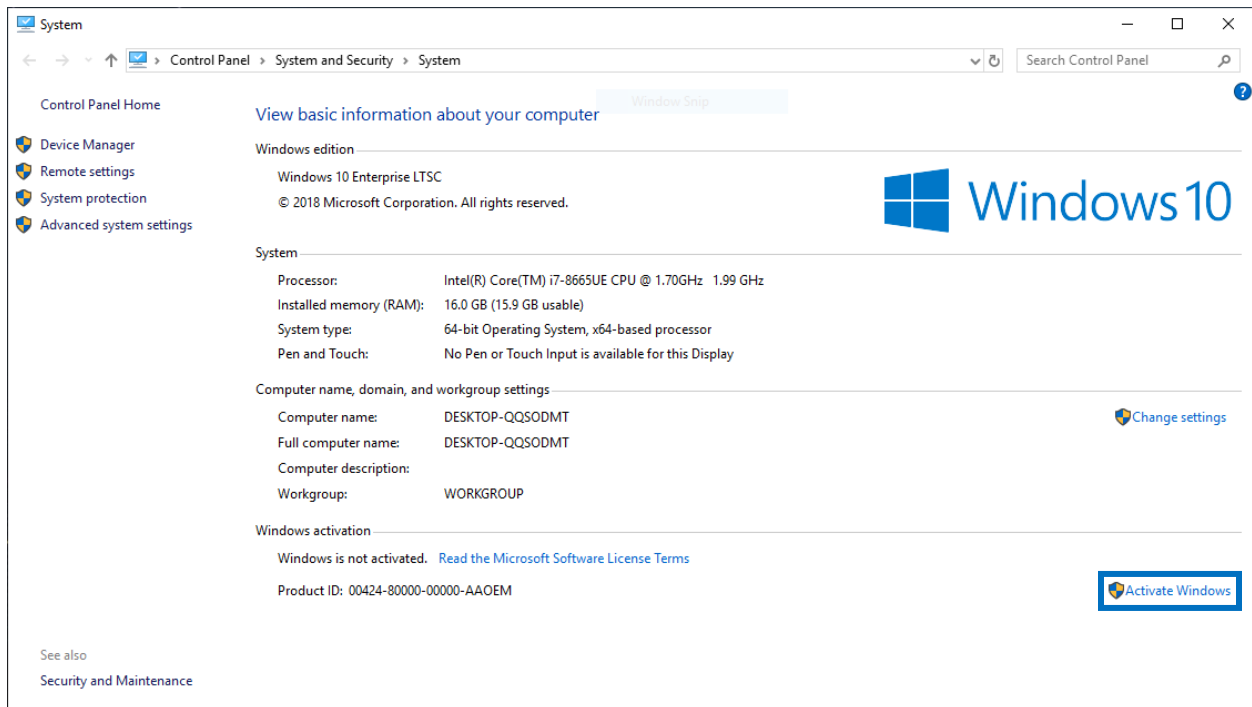 System
Control Panel > System and Security > System
Search Control Panel
Control Panel Home
Device Manager
Remote settings
System protection
Advanced system settings
Window Snip
View basic information about your computer
Windows edition
Windows 10 Enterprise LTSC
© 2018 Microsoft Corporation. All rights reserved.
Windows 10
System
Processor: Intel(R) Core(TM) i7-8665UE CPU @ 1.70GHz 1.99 GHz
Installed memory (RAM): 16.0 GB (15.9 GB usable)
System type: 64-bit Operating System, x64-based processor
Pen and Touch: No Pen or Touch Input is available for this Display
Computer name, domain, and workgroup settings
Computer name: DESKTOP-QQSODMT
Change settings
Full computer name: DESKTOP-QQSODMT
Computer description:
Workgroup: WORKGROUP
Windows activation
Windows is not activated. Read the Microsoft Software License Terms
Product ID: 00424-80000-00000-AAOEM
Activate Windows
See also
Security and Maintenance